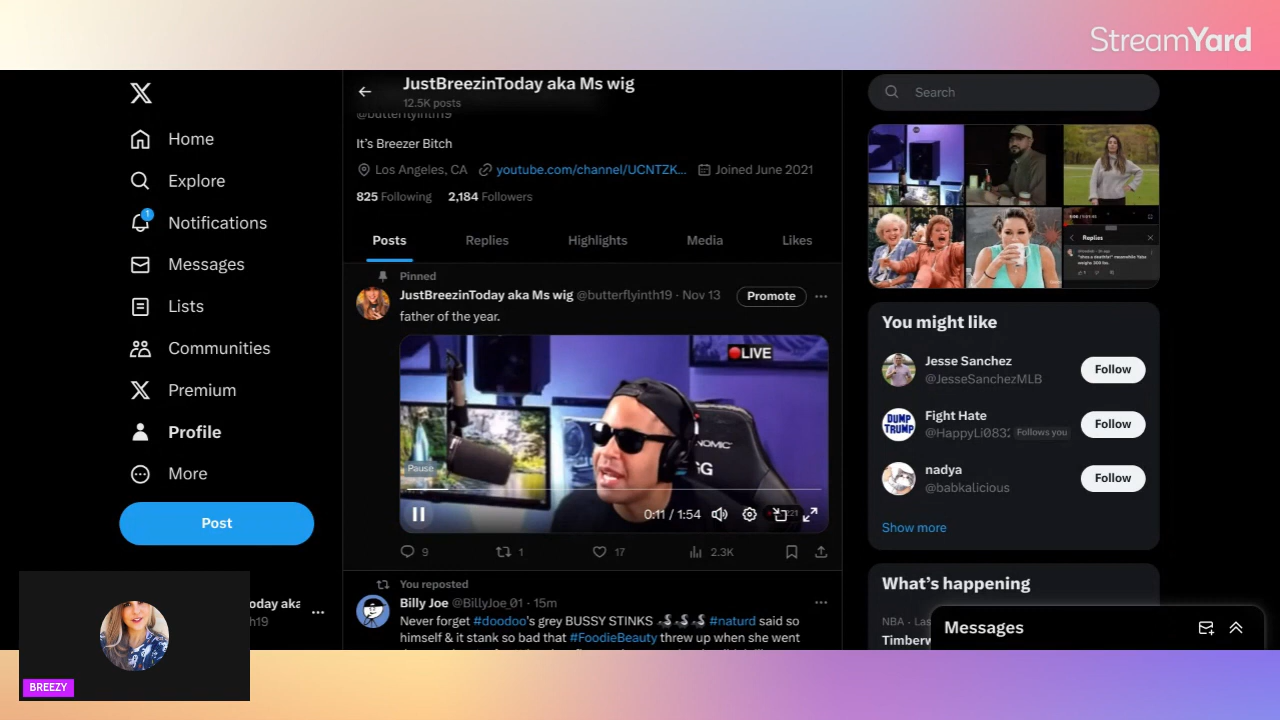 StreamYard
JustBreezinToday aka Ms wig
12.5K posts
@butterflyinth19
It's Breezer Bitch
Los Angeles, CA youtube.com/channel/UCNTZK... Joined June 2021
825 Following 2,184 Followers
Posts Replies Highlights Media Likes
Pinned
JustBreezinToday aka Ms wig @butterflyinth19 · Nov 13 Promote
father of the year.
LIVE
Pause
0:11 / 1:54
9 1 17 2.3K
You reposted
Billy Joe @BillyJoe_01 · 15m
Never forget #doodoo's grey BUSSY STINKS #naturd said so
himself & it stank so bad that #FoodieBeauty threw up when she went
Home
Explore
1
Notifications
Messages
Lists
Communities
Premium
Profile
More
Post
oday aka
h19
BREEZY
Search
Replies
You might like
Jesse Sanchez
@JesseSanchezMLB
Follow
DUMP
TRUMP
Fight Hate
@HappyLi083 Follows you
Follow
nadya
@babkalicious
Follow
Show more
What's happening
NBA · Las
Timberw
Messages